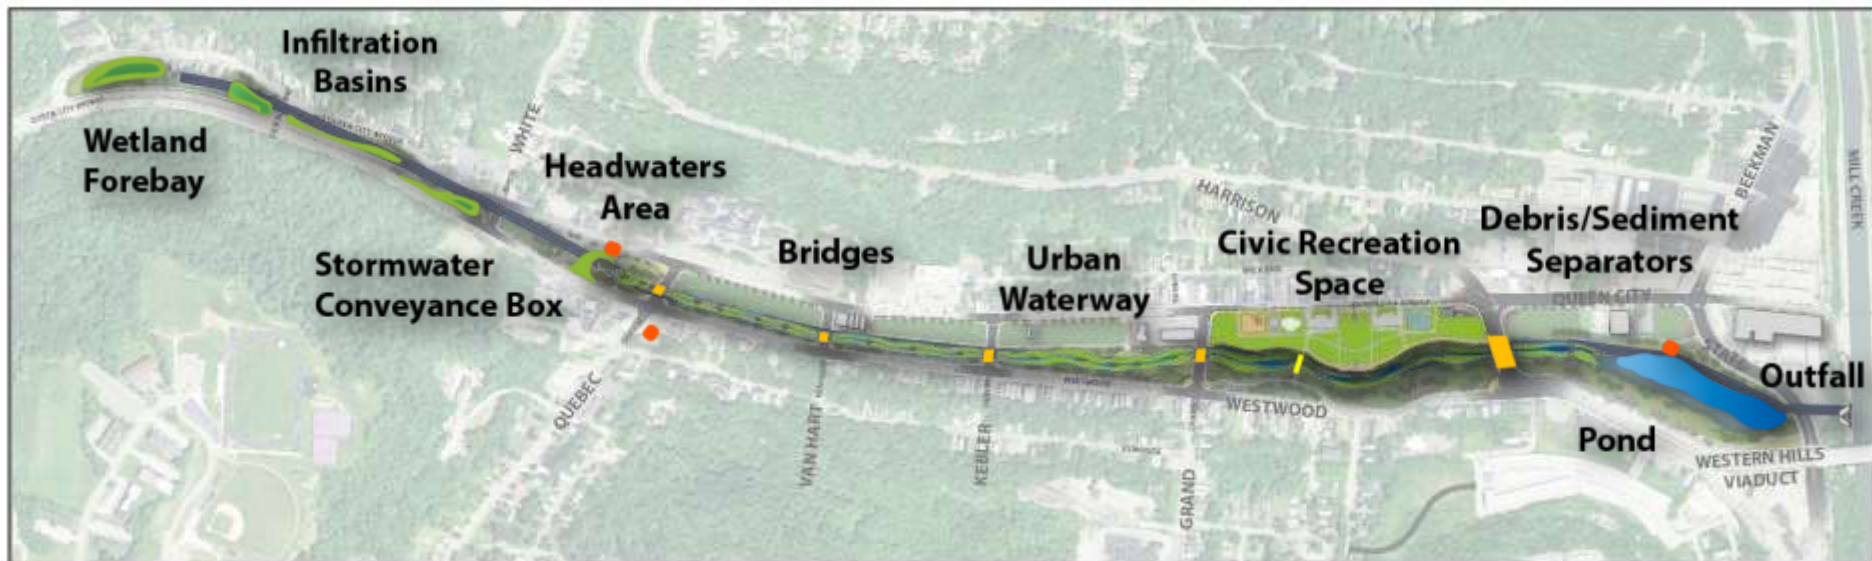 Infiltration
Basins
Wetland
Forebay
WHITE
Headwaters
Area
Stormwater
Conveyance Box
Bridges
Urban
Waterway
HARRISON
Civic Recreation
Space
BEEKMAN
MILL CREEK
Debris/Sediment
Separators
QUEEN CITY
STATE
Outfall
QUEBEC
VAN HART
KEBLER
GRAND
WESTWOOD
Pond
WESTERN HILLS
VIADUCT